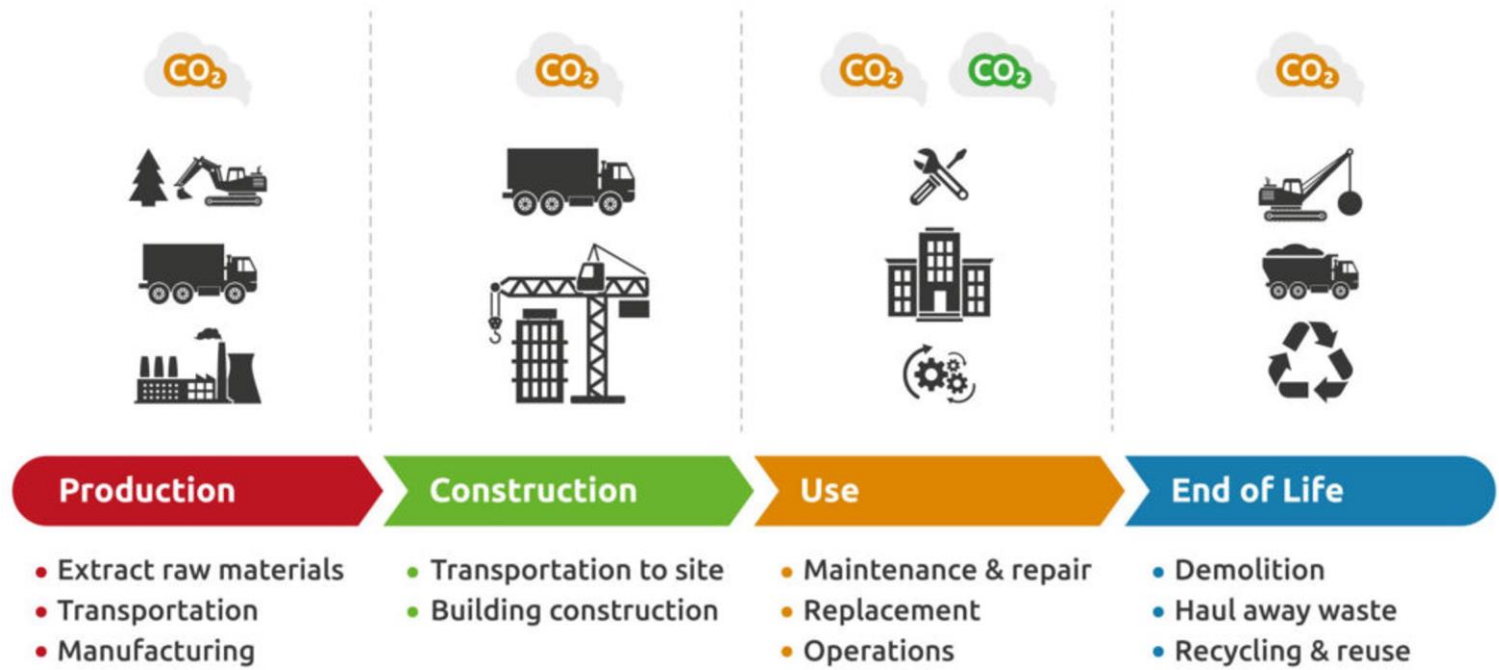 CO₂
CO₂
CO₂
CO₂
CO₂
Production
Construction
Use
End of Life
• Extract raw materials
• Transportation
• Manufacturing
• Transportation to site
• Building construction
• Maintenance & repair
• Replacement
• Operations
• Demolition
• Haul away waste
• Recycling & reuse